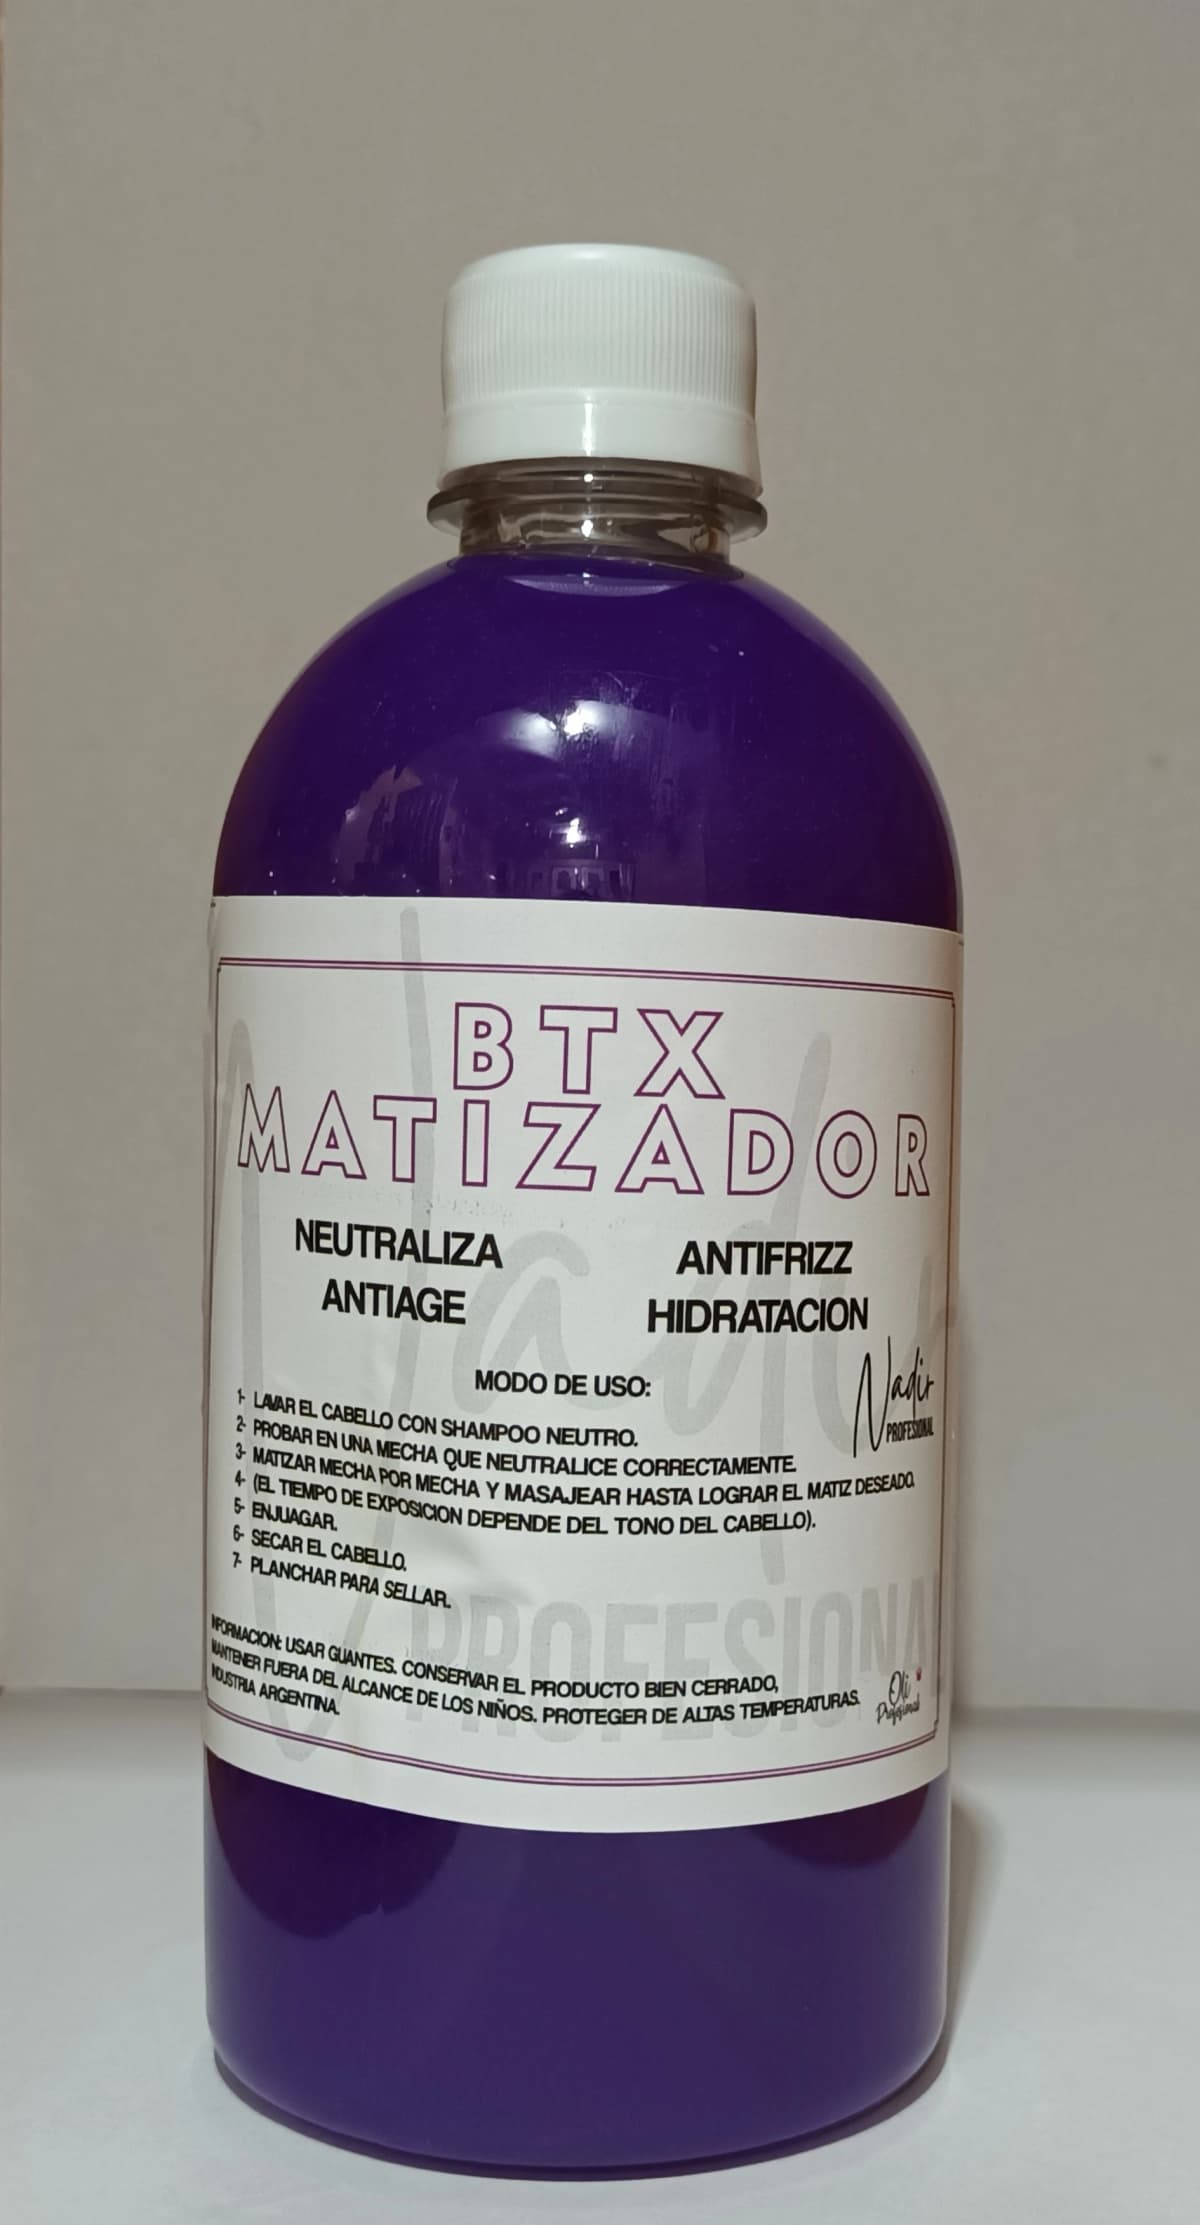 BTX
MATIZADOR
NEUTRALIZA
ANTIAGE
ANTIFRIZZ
HIDRATACION
MODO DE USO:
Nadir
PROFESIONAL
1- LAVAR EL CABELLO CON SHAMPOO NEUTRO.
2- PROBAR EN UNA MECHA QUE NEUTRALICE CORRECTAMENTE.
3- MATIZAR MECHA POR MECHA Y MASAJEAR HASTA LOGRAR EL MATIZ DESEADO.
4- (EL TIEMPO DE EXPOSICION DEPENDE DEL TONO DEL CABELLO).
5- ENJUAGAR.
6- SECAR EL CABELLO.
7- PLANCHAR PARA SELLAR.
INFORMACION: USAR GUANTES. CONSERVAR EL PRODUCTO BIEN CERRADO,
MANTENER FUERA DEL ALCANCE DE LOS NIÑOS. PROTEGER DE ALTAS TEMPERATURAS.
INDUSTRIA ARGENTINA.
Oli
Profesional
Nadir
PROFESIONAL